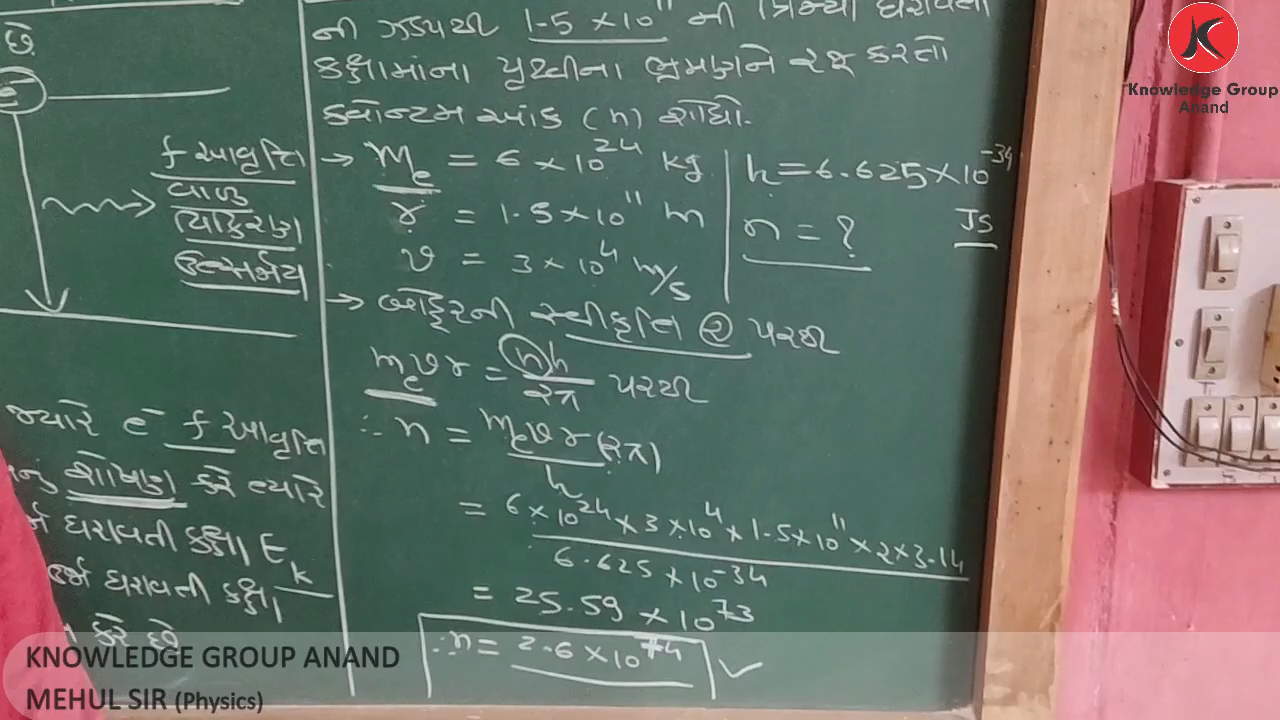 છે
e
f આવૃત્તિ
વાળું
વિકિરણ
ઉત્સર્જાય
જ્યારે e⁻ f આવૃત્તિ
નું શોષણ કરે ત્યારે
ધરાવતી કક્ષા E
K
ધરાવતી કક્ષા
કરે છે
ની ઝડપથી 1.5 × 10¹¹ ની ત્રિજ્યા ધરાવતી
કક્ષામાંના પૃથ્વીના ભ્રમણને રજૂ કરતો
ક્વોન્ટમ આંક (n) શોધો.
→ Mₑ = 6 × 10²⁴ kg
r = 1.5 × 10¹¹ m
v = 3 × 10⁴ m/s
h = 6.625 × 10⁻³⁴
JS
n = ?
→ બોહ્રની સ્વીકૃતિ ② પરથી
mₑvr = nh/2π પરથી
∴ n = mₑvr(2π)/h
= 6 × 10²⁴ × 3 × 10⁴ × 1.5 × 10¹¹ × 2 × 3.14
6.625 × 10⁻³⁴
= 25.59 × 10⁷³
∴ n = 2.6 × 10⁷⁴ ✓
K
Knowledge Group
Anand
KNOWLEDGE GROUP ANAND
MEHUL SIR (Physics)